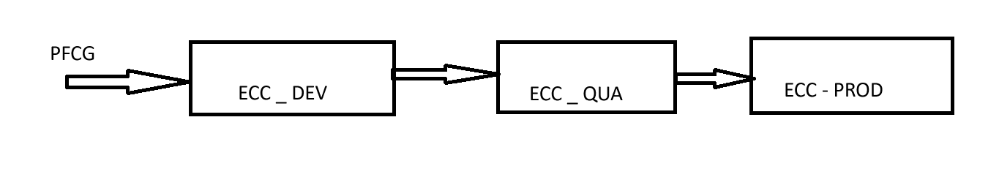 PFCG
ECC _ DEV
ECC _ QUA
ECC - PROD